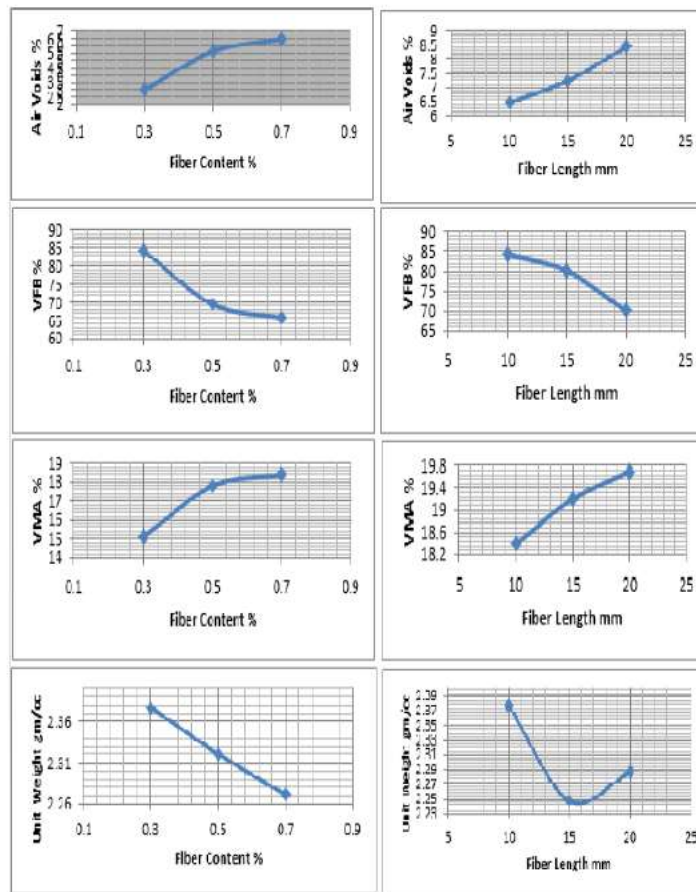 Air Voids %
0.1 0.3 0.5 0.7 0.9
Fiber Content %
Air Voids %
9
8.5
7.5
6.5
6
5 10 15 20 25
Fiber Length mm
VFB %
90
85
80
75
70
65
60
0.1 0.3 0.5 0.7 0.9
Fiber Content %
VFB %
90
85
80
75
70
65
5 10 15 20 25
Fiber Length mm
VMA %
19
18
17
16
15
14
0.1 0.3 0.5 0.7 0.9
Fiber Content %
VMA %
19.8
19.4
19
18.6
18.2
5 10 15 20 25
Fiber Length mm
Unit Weight gm/cc
2.36
2.31
2.26
0.1 0.3 0.5 0.7 0.9
Fiber Content %
Unit weight gm/cc
5 10 15 20 25
Fiber Length mm